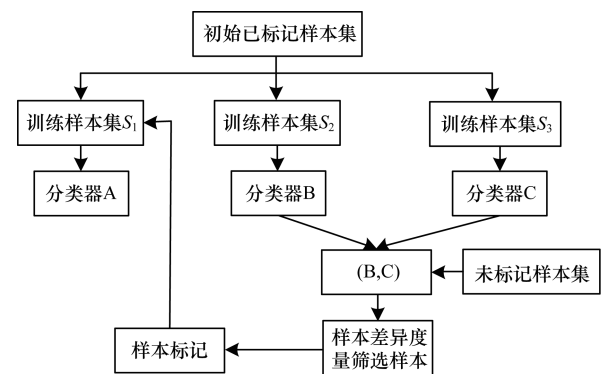 初始已标记样本集
训练样本集S1
训练样本集S2
训练样本集S3
分类器A
分类器B
分类器C
(B,C)
未标记样本集
样本标记
样本差异度
量筛选样本